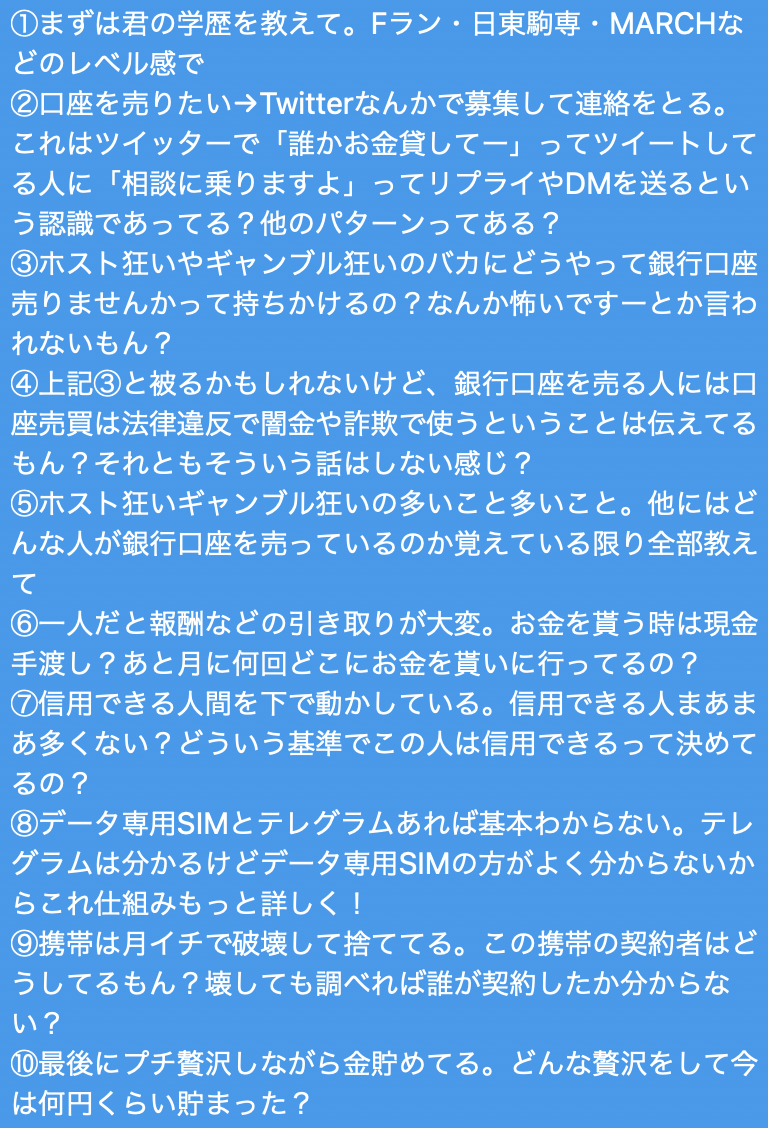 ①まずは君の学歴を教えて。Fラン・日東駒専・MARCHな
どのレベル感で
②口座を売りたい→Twitterなんかで募集して連絡をとる。
これはツイッターで「誰かお金貸してー」ってツイートして
る人に「相談に乗りますよ」ってリプライやDMを送るとい
う認識であってる？他のパターンってある？
③ホスト狂いやギャンブル狂いのバカにどうやって銀行口座
売りませんかって持ちかけるの？なんか怖いですーとか言わ
れないもん？
④上記③と被るかもしれないけど、銀行口座を売る人には口
座売買は法律違反で闇金や詐欺で使うということは伝えてる
もん？それともそういう話はしない感じ？
⑤ホスト狂いギャンブル狂いの多いこと多いこと。他にはど
んな人が銀行口座を売っているのか覚えている限り全部教え
て
⑥一人だと報酬などの引き取りが大変。お金を貰う時は現金
手渡し？あと月に何回どこにお金を貰いに行ってるの？
⑦信用できる人間を下で動かしている。信用できる人まあま
あ多くない？どういう基準でこの人は信用できるって決めて
るの？
⑧データ専用SIMとテレグラムあれば基本わからない。テレ
グラムは分かるけどデータ専用SIMの方がよく分からないか
らこれ仕組みもっと詳しく！
⑨携帯は月イチで破壊して捨ててる。この携帯の契約者はど
うしてるもん？壊しても調べれば誰が契約したか分からな
い？
⑩最後にプチ贅沢しながら金貯めてる。どんな贅沢をして今
は何円くらい貯まった？